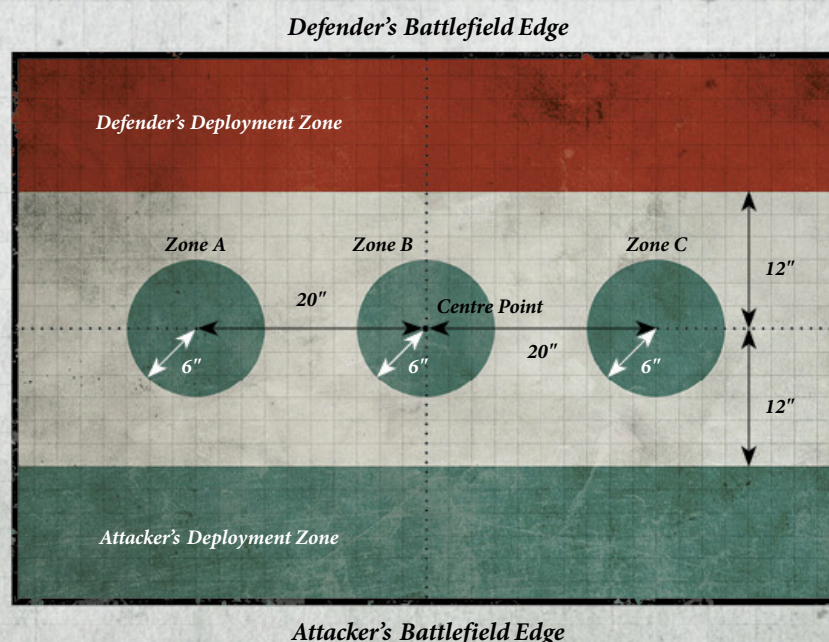 Defender's Battlefield Edge
Defender's Deployment Zone
Zone A
Zone B
Zone C
12"
20"
Centre Point
20"
6"
6"
6"
12"
Attacker's Deployment Zone
Attacker's Battlefield Edge